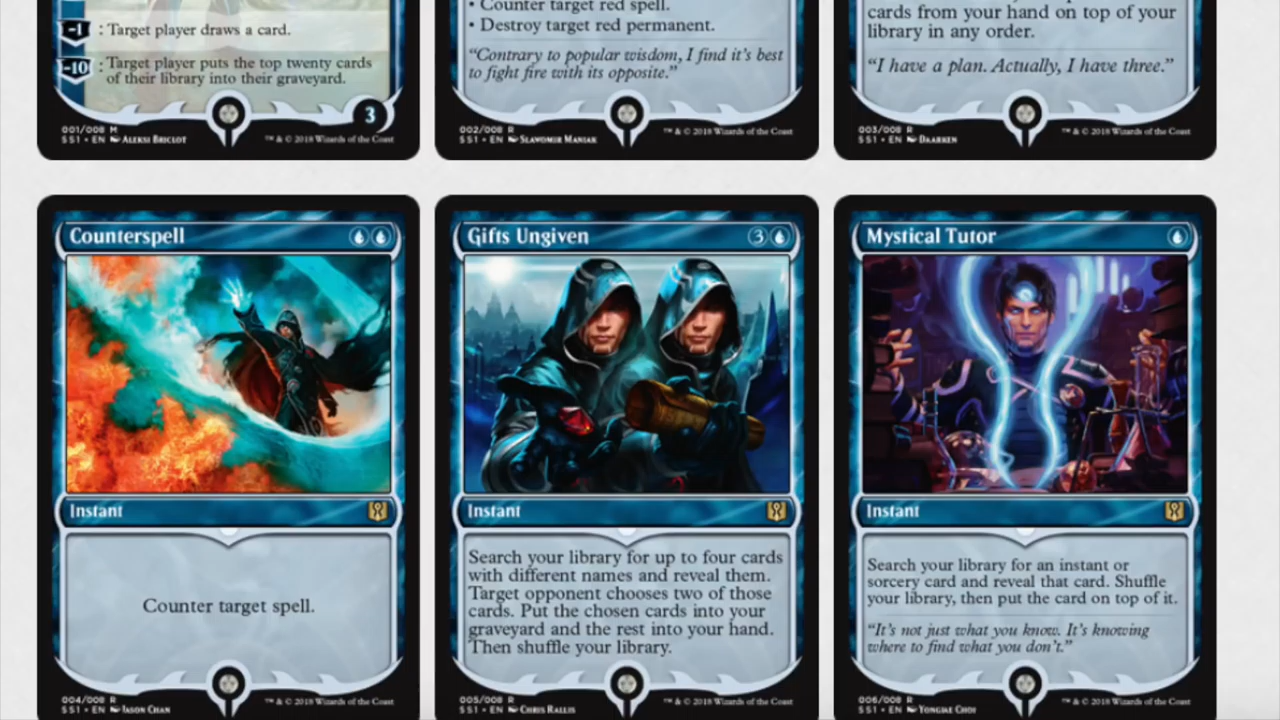 -1 : Target player draws a card.
-10 : Target player puts the top twenty cards
of their library into their graveyard.
3
001/008 M
SS1 • EN ALEKSI BRICLOT
™ & © 2018 Wizards of the Coast
• Counter target red spell.
• Destroy target red permanent.
"Contrary to popular wisdom, I find it's best
to fight fire with its opposite."
002/008 R
SS1 • EN SLAWOMIR MANIAK
™ & © 2018 Wizards of the Coast
cards from your hand on top of your
library in any order.
"I have a plan. Actually, I have three."
003/008 R
SS1 • EN DAARKEN
™ & © 2018 Wizards of the Coast
Counterspell
Instant
Counter target spell.
004/008 R
SS1 • EN JASON CHAN
™ & © 2018 Wizards of the Coast
Gifts Ungiven 3
Instant
Search your library for up to four cards
with different names and reveal them.
Target opponent chooses two of those
cards. Put the chosen cards into your
graveyard and the rest into your hand.
Then shuffle your library.
005/008 R
SS1 • EN CHRIS RALLIS
™ & © 2018 Wizards of the Coast
Mystical Tutor
Instant
Search your library for an instant or
sorcery card and reveal that card. Shuffle
your library, then put the card on top of it.
"It's not just what you know. It's knowing
where to find what you don't."
006/008 R
SS1 • EN YONGJAE CHOI
™ & © 2018 Wizards of the Coast